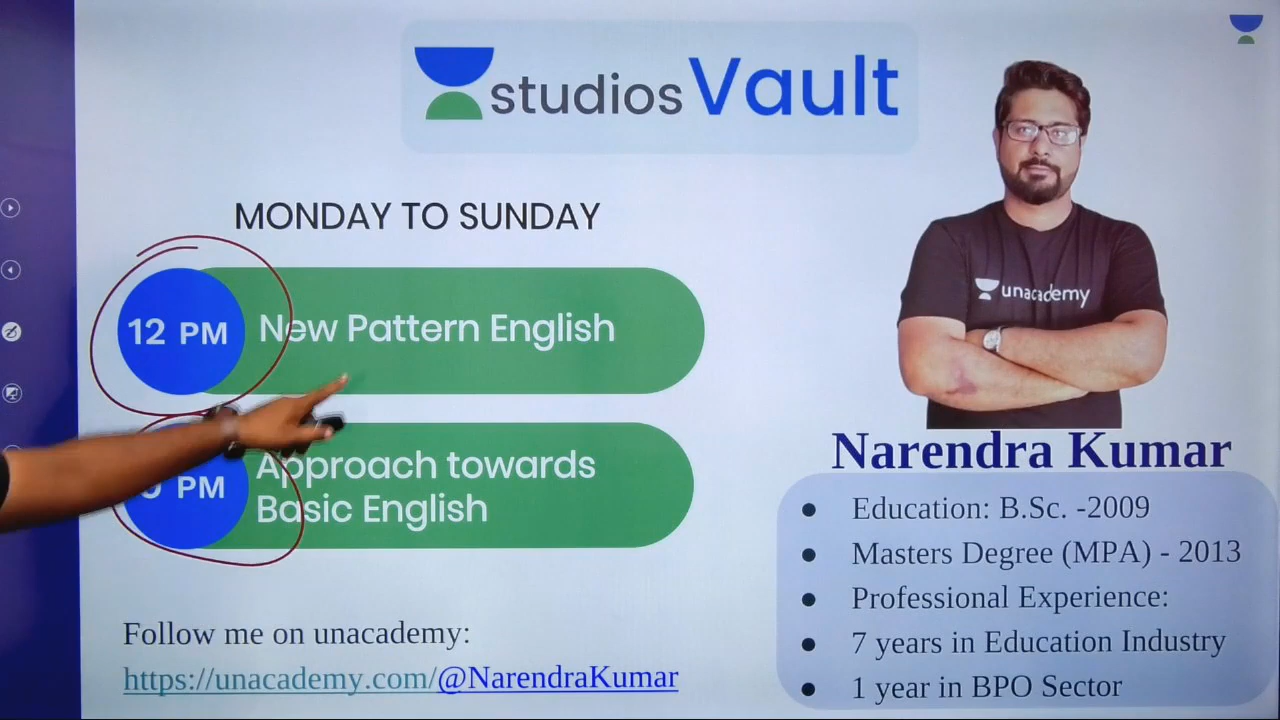 studios Vault
MONDAY TO SUNDAY
12 PM
New Pattern English
PM
Approach towards
Basic English
Follow me on unacademy:
https://unacademy.com/@NarendraKumar
unacademy
Narendra Kumar
Education: B.Sc. -2009
Masters Degree (MPA) - 2013
Professional Experience:
7 years in Education Industry
1 year in BPO Sector